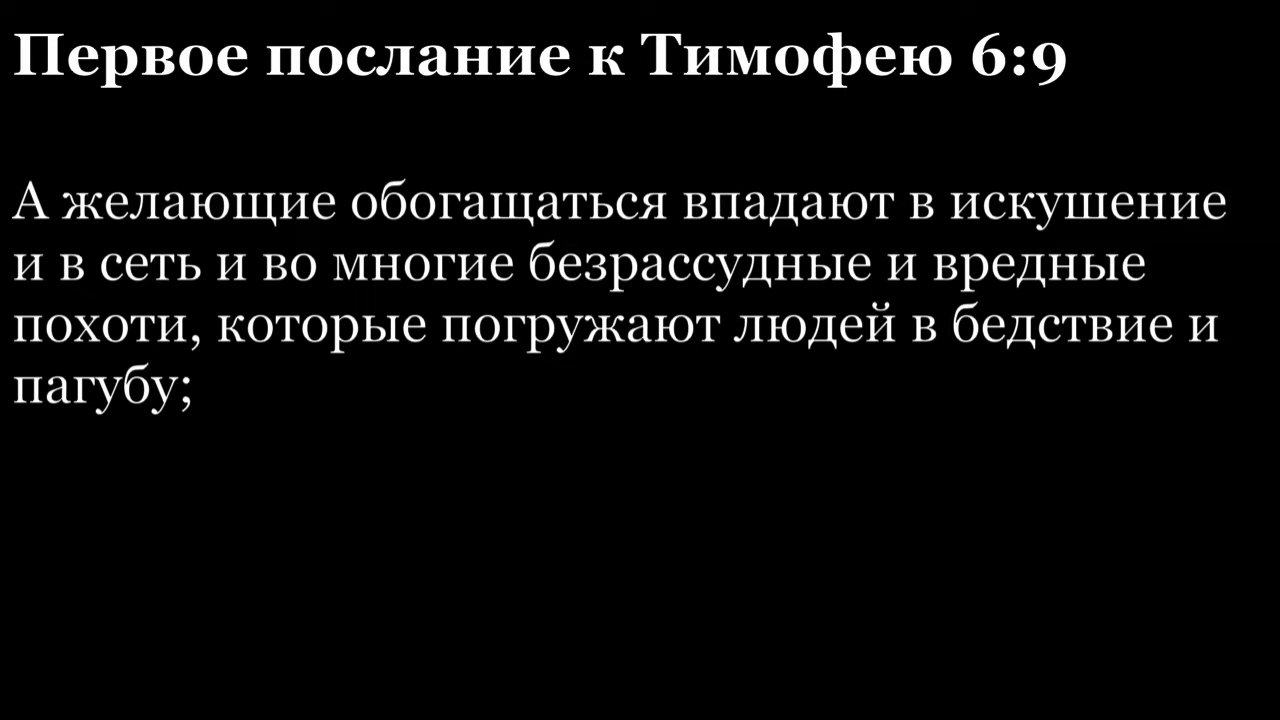 Первое послание к Тимофею 6:9
А желающие обогащаться впадают в искушение
и в сеть и во многие безрассудные и вредные
похоти, которые погружают людей в бедствие и
пагубу;